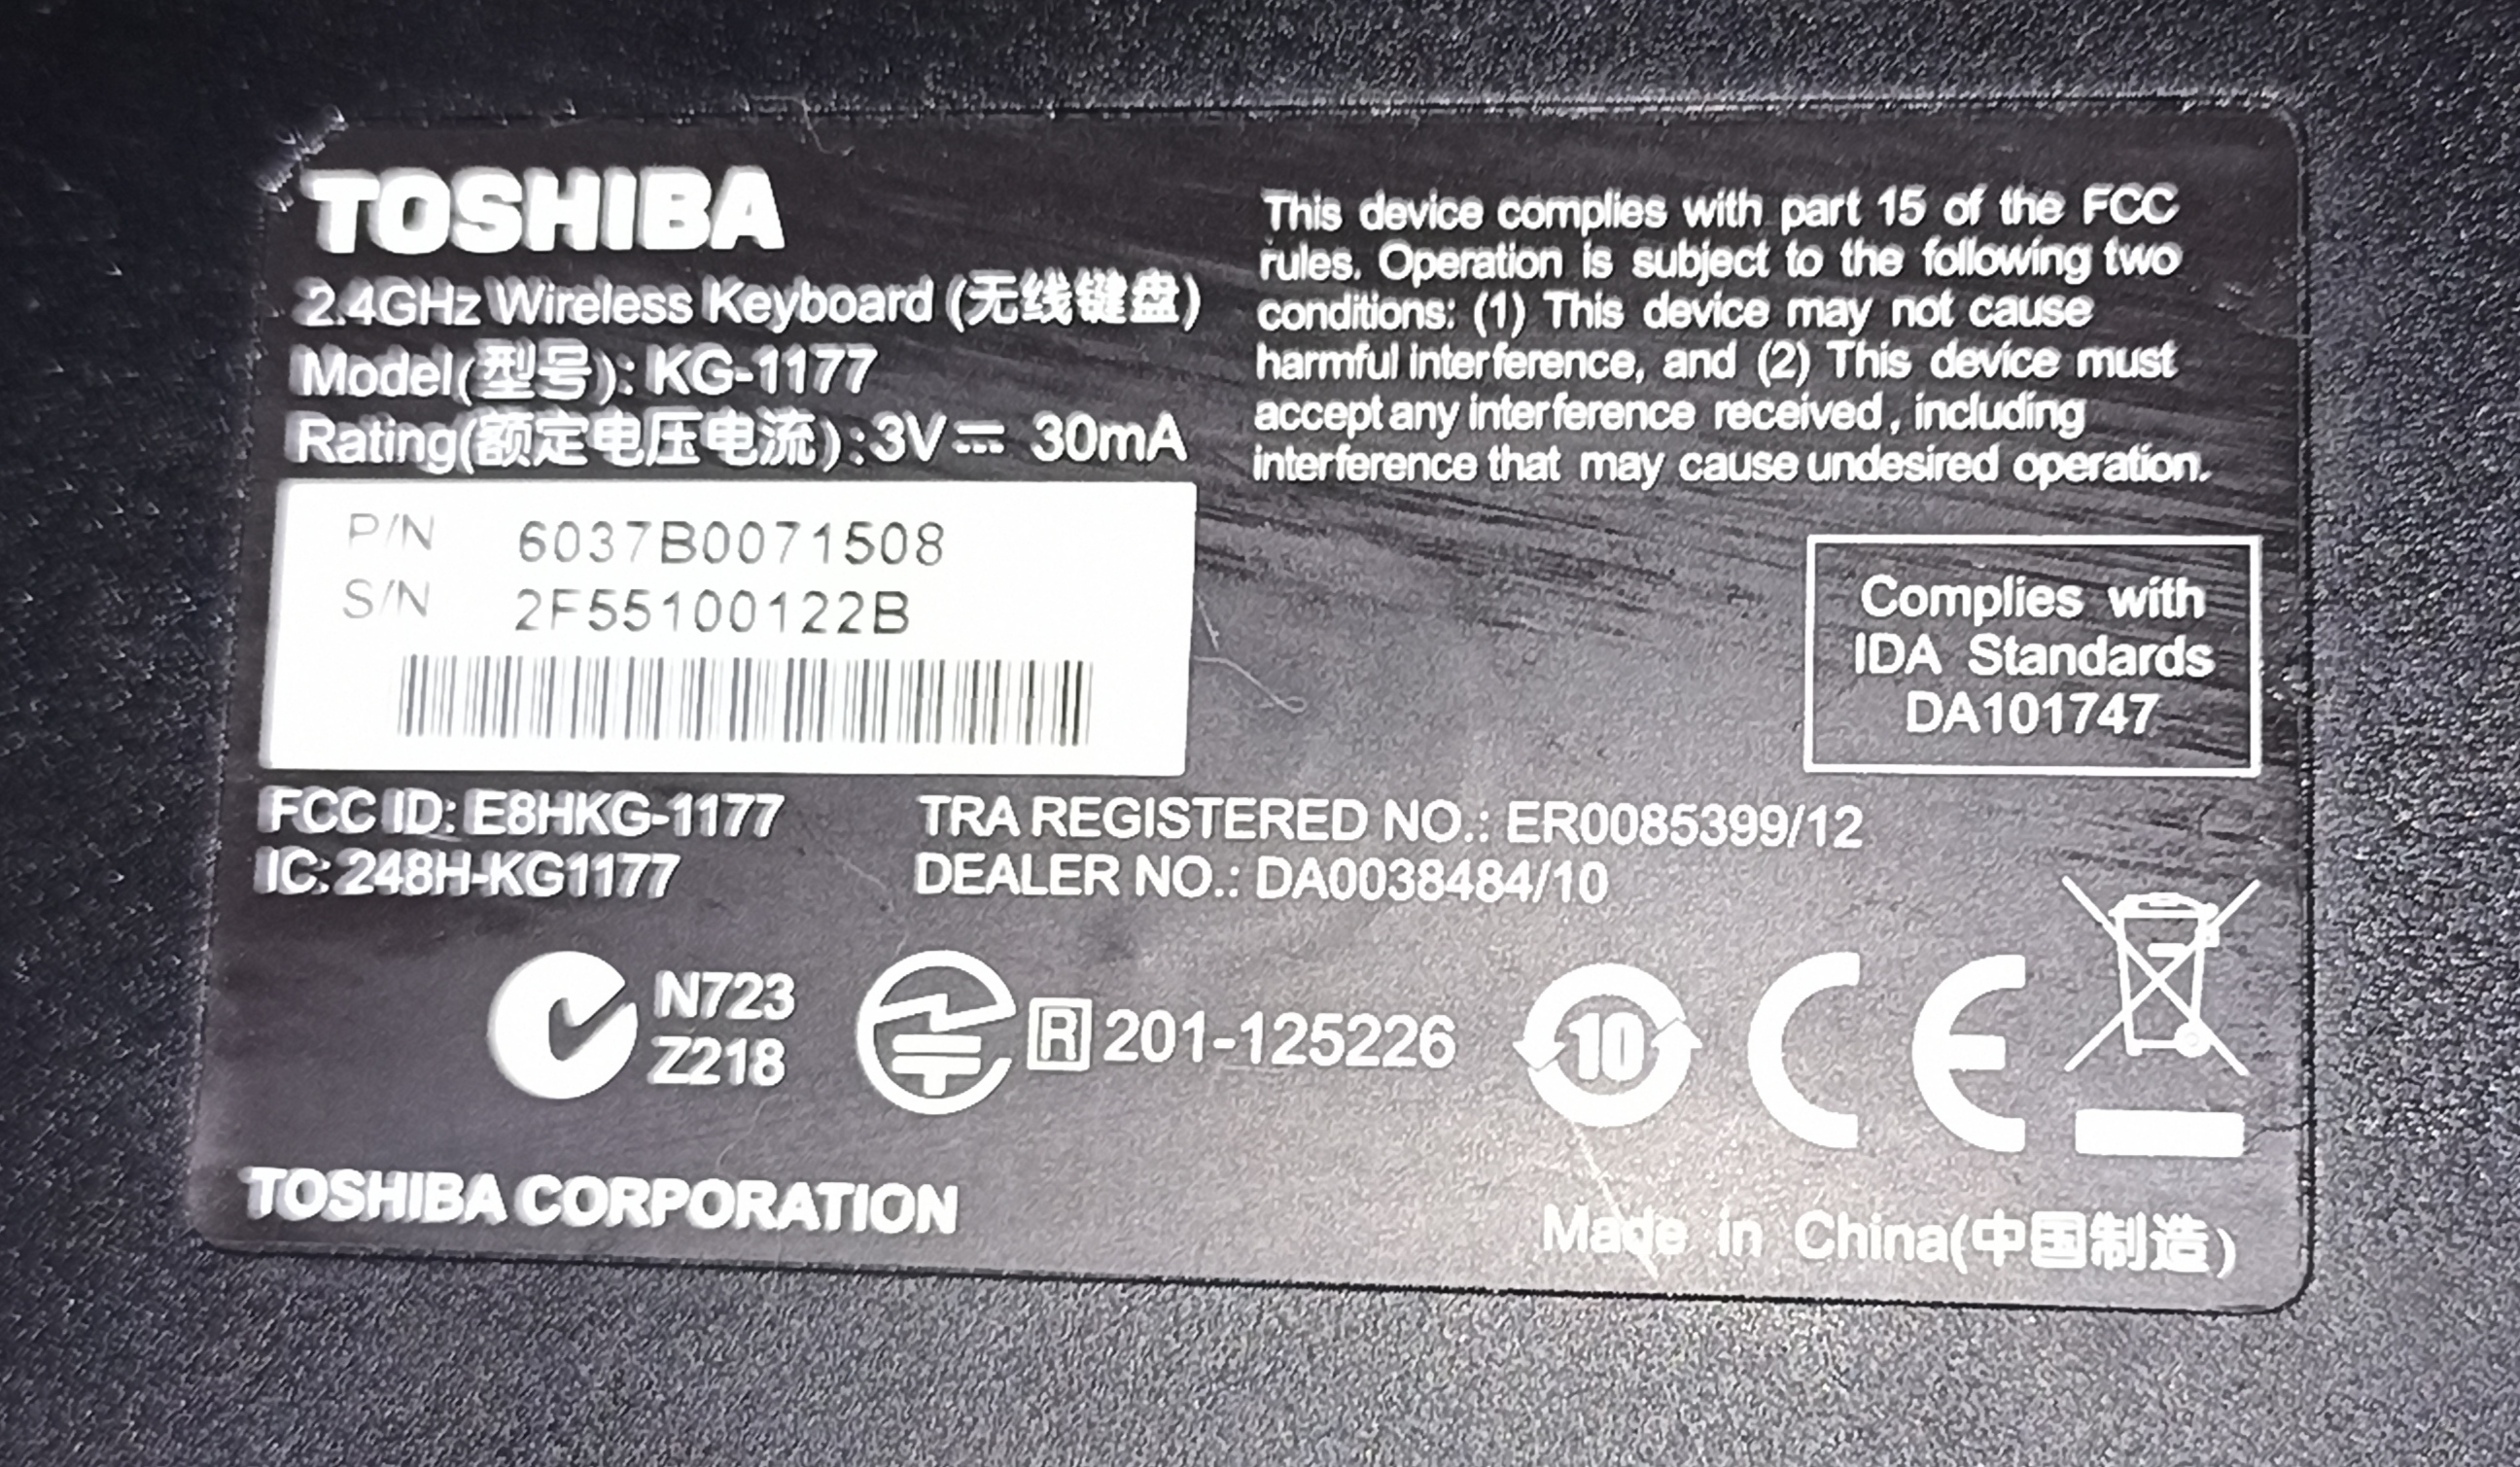 TOSHIBA
2.4GHz Wireless Keyboard (无线键盘)
Model(型号): KG-1177
Rating(额定电压电流):3V⎓ 30mA
P/N 6037B0071508
S/N 2F55100122B
This device complies with part 15 of the FCC
rules. Operation is subject to the following two
conditions: (1) This device may not cause
harmful interference, and (2) This device must
accept any interference received, including
interference that may cause undesired operation.
Complies with
IDA Standards
DA101747
FCC ID: E8HKG-1177
IC: 248H-KG1177
TRA REGISTERED NO.: ER0085399/12
DEALER NO.: DA0038484/10
N723
Z218
R 201-125226
10
CE
TOSHIBA CORPORATION
Made in China(中国制造)